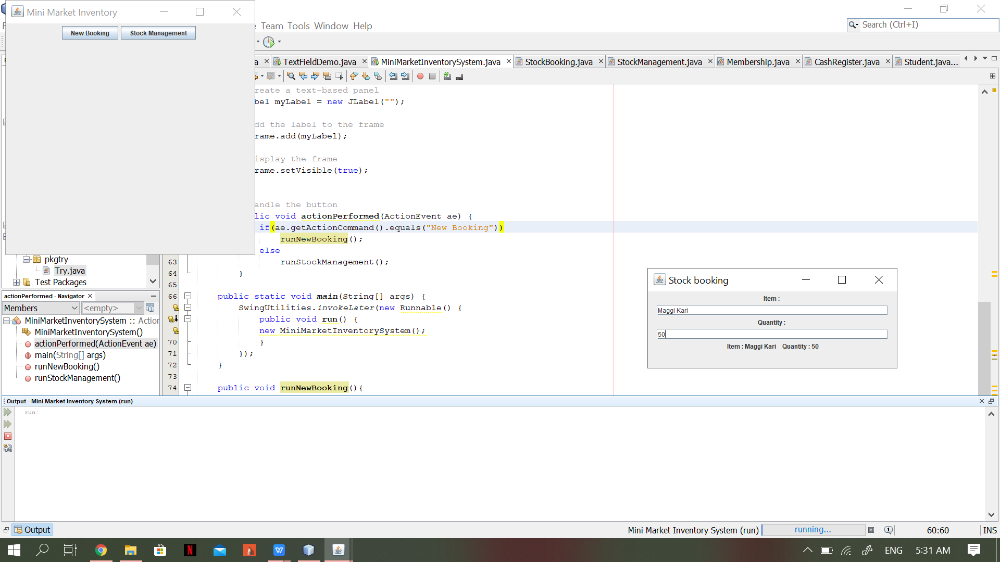 Mini Market Inventory
New Booking Stock Management
Team Tools Window Help
Search (Ctrl+I)
TextFieldDemo.java MiniMarketInventorySystem.java StockBooking.java StockManagement.java Membership.java CashRegister.java Student.java...
reate a text-based panel
bel myLabel = new JLabel("");
dd the label to the frame
rame.add(myLabel);
isplay the frame
rame.setVisible(true);
andle the button
lic void actionPerformed(ActionEvent ae) {
if(ae.getActionCommand().equals("New Booking"))
runNewBooking();
else
63 runStockManagement();
64 }
65
66 public static void main(String[] args) {
SwingUtilities.invokeLater(new Runnable() {
public void run() {
new MiniMarketInventorySystem();
70 }
71 });
72 }
73
74 public void runNewBooking(){
pkgtry
Try.java
Test Packages
actionPerformed - Navigator
Members <empty>
MiniMarketInventorySystem :: Action
MiniMarketInventorySystem()
actionPerformed(ActionEvent ae)
main(String[] args)
runNewBooking()
runStockManagement()
Stock booking
Item :
Maggi Kari
Quantity :
50
Item : Maggi Kari Quantity : 50
Output - Mini Market Inventory System (run)
run:
Output
Mini Market Inventory System (run) running... 60:60 INS
ENG 5:31 AM